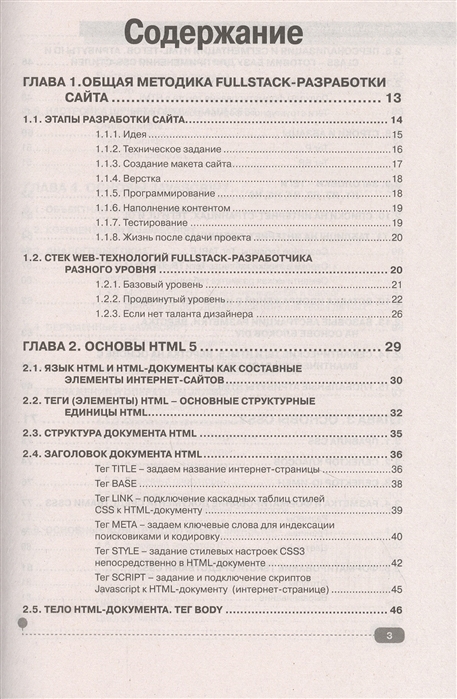 Содержание
ГЛАВА 1.ОБЩАЯ МЕТОДИКА FULLSTACK-РАЗРАБОТКИ
САЙТА ........ 13
1.1. ЭТАПЫ РАЗРАБОТКИ САЙТА ........ 14
1.1.1. Идея ........ 15
1.1.2. Техническое задание ........ 16
1.1.3. Создание макета сайта ........ 17
1.1.4. Верстка ........ 18
1.1.5. Программирование ........ 18
1.1.6. Наполнение контентом ........ 19
1.1.7. Тестирование ........ 19
1.1.8. Жизнь после сдачи проекта ........ 20
1.2. СТЕК WEB-ТЕХНОЛОГИЙ FULLSTACK-РАЗРАБОТЧИКА
РАЗНОГО УРОВНЯ ........ 20
1.2.1. Базовый уровень ........ 21
1.2.2. Продвинутый уровень ........ 22
1.2.3. Если нет таланта дизайнера ........ 26
ГЛАВА 2. ОСНОВЫ HTML 5 ........ 29
2.1. ЯЗЫК HTML И HTML-ДОКУМЕНТЫ КАК СОСТАВНЫЕ
ЭЛЕМЕНТЫ ИНТЕРНЕТ-САЙТОВ ........ 30
2.2. ТЕГИ (ЭЛЕМЕНТЫ) HTML – ОСНОВНЫЕ СТРУКТУРНЫЕ
ЕДИНИЦЫ HTML ........ 32
2.3. СТРУКТУРА ДОКУМЕНТА HTML ........ 35
2.4. ЗАГОЛОВОК ДОКУМЕНТА HTML ........ 36
Тег TITLE – задаем название интернет-страницы ........ 36
Тег BASE ........ 38
Тег LINK – подключение каскадных таблиц стилей
CSS к HTML-документу ........ 39
Тег META – задаем ключевые слова для индексации
поисковиками и кодировку ........ 40
Тег STYLE – задание стилевых настроек CSS3
непосредственно в HTML-документе ........ 42
Тег SCRIPT – задание и подключение скриптов
Javascript к HTML-документу (интернет-странице) ........ 45
2.5. ТЕЛО HTML-ДОКУМЕНТА. ТЕГ BODY ........ 46
3